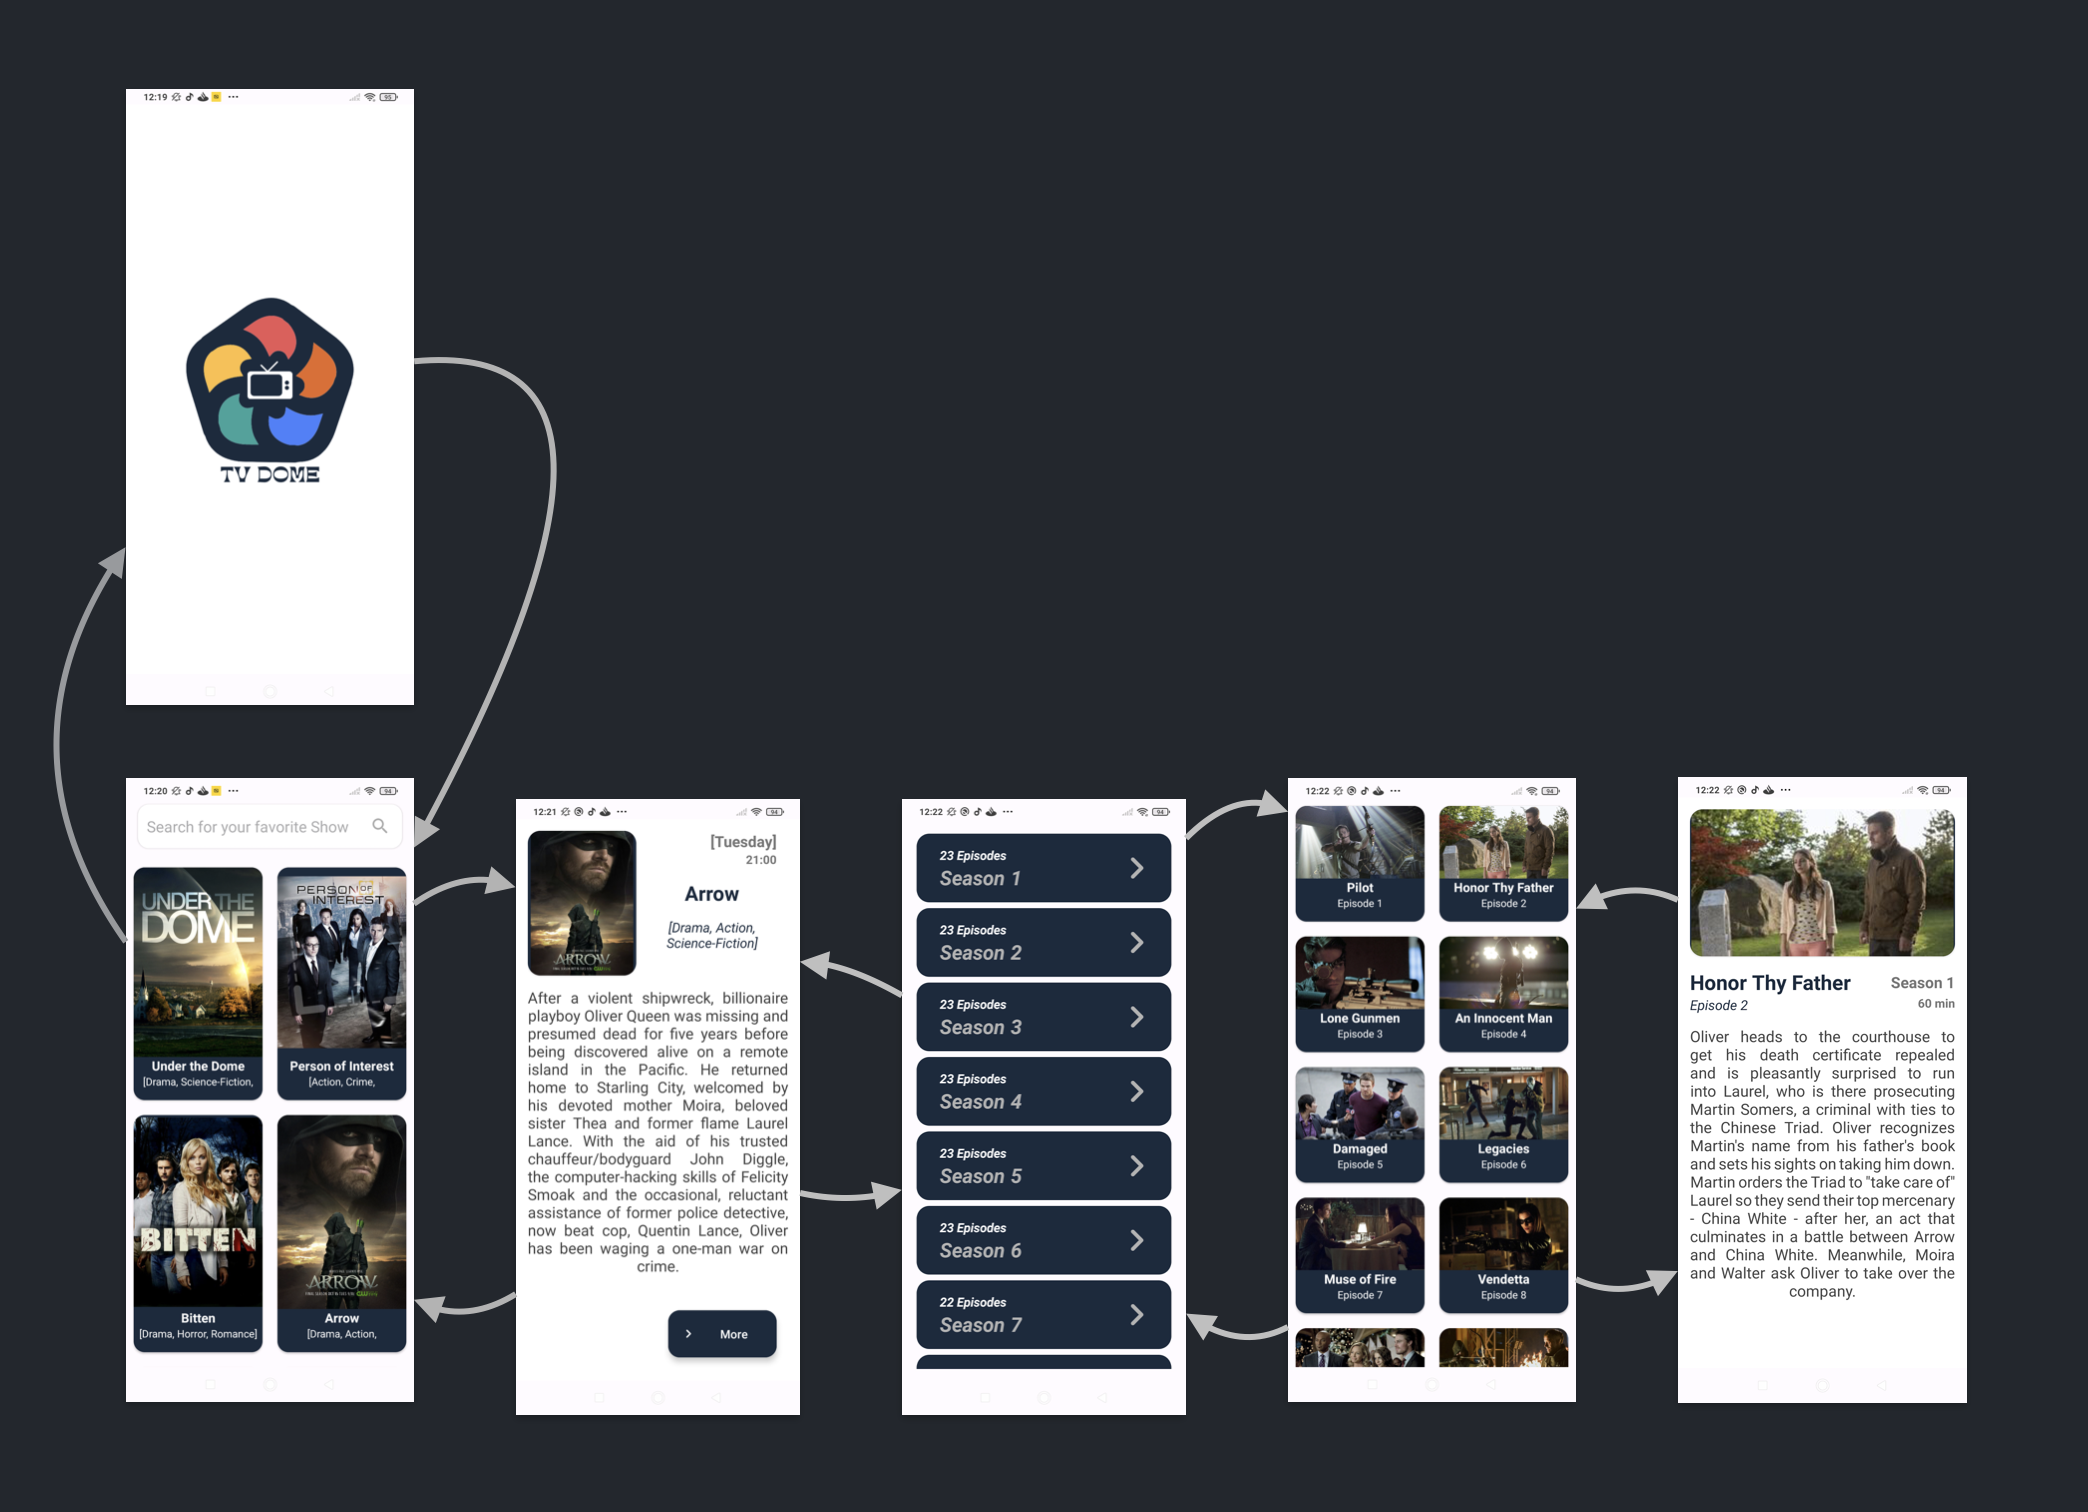 12:19
95
TV DOME
12:20
94
Search for your favorite Show
UNDER THE
DOME
Under the Dome
[Drama, Science-Fiction,
PERSON OF
INTEREST
Person of Interest
[Action, Crime,
BITTEN
Bitten
[Drama, Horror, Romance]
ARROW
Arrow
[Drama, Action,
12:21
94
ARROW
[Tuesday]
21:00
Arrow
[Drama, Action,
Science-Fiction]
After a violent shipwreck, billionaire
playboy Oliver Queen was missing and
presumed dead for five years before
being discovered alive on a remote
island in the Pacific. He returned
home to Starling City, welcomed by
his devoted mother Moira, beloved
sister Thea and former flame Laurel
Lance. With the aid of his trusted
chauffeur/bodyguard John Diggle,
the computer-hacking skills of Felicity
Smoak and the occasional, reluctant
assistance of former police detective,
now beat cop, Quentin Lance, Oliver
has been waging a one-man war on
crime.
More
12:22
94
23 Episodes
Season 1
23 Episodes
Season 2
23 Episodes
Season 3
23 Episodes
Season 4
23 Episodes
Season 5
23 Episodes
Season 6
22 Episodes
Season 7
12:22
94
Pilot
Episode 1
Honor Thy Father
Episode 2
Lone Gunmen
Episode 3
An Innocent Man
Episode 4
Damaged
Episode 5
Legacies
Episode 6
Muse of Fire
Episode 7
Vendetta
Episode 8
12:22
94
Honor Thy Father
Season 1
Episode 2
60 min
Oliver heads to the courthouse to
get his death certificate repealed
and is pleasantly surprised to run
into Laurel, who is there prosecuting
Martin Somers, a criminal with ties to
the Chinese Triad. Oliver recognizes
Martin's name from his father's book
and sets his sights on taking him down.
Martin orders the Triad to "take care of"
Laurel so they send their top mercenary
- China White - after her, an act that
culminates in a battle between Arrow
and China White. Meanwhile, Moira
and Walter ask Oliver to take over the
company.